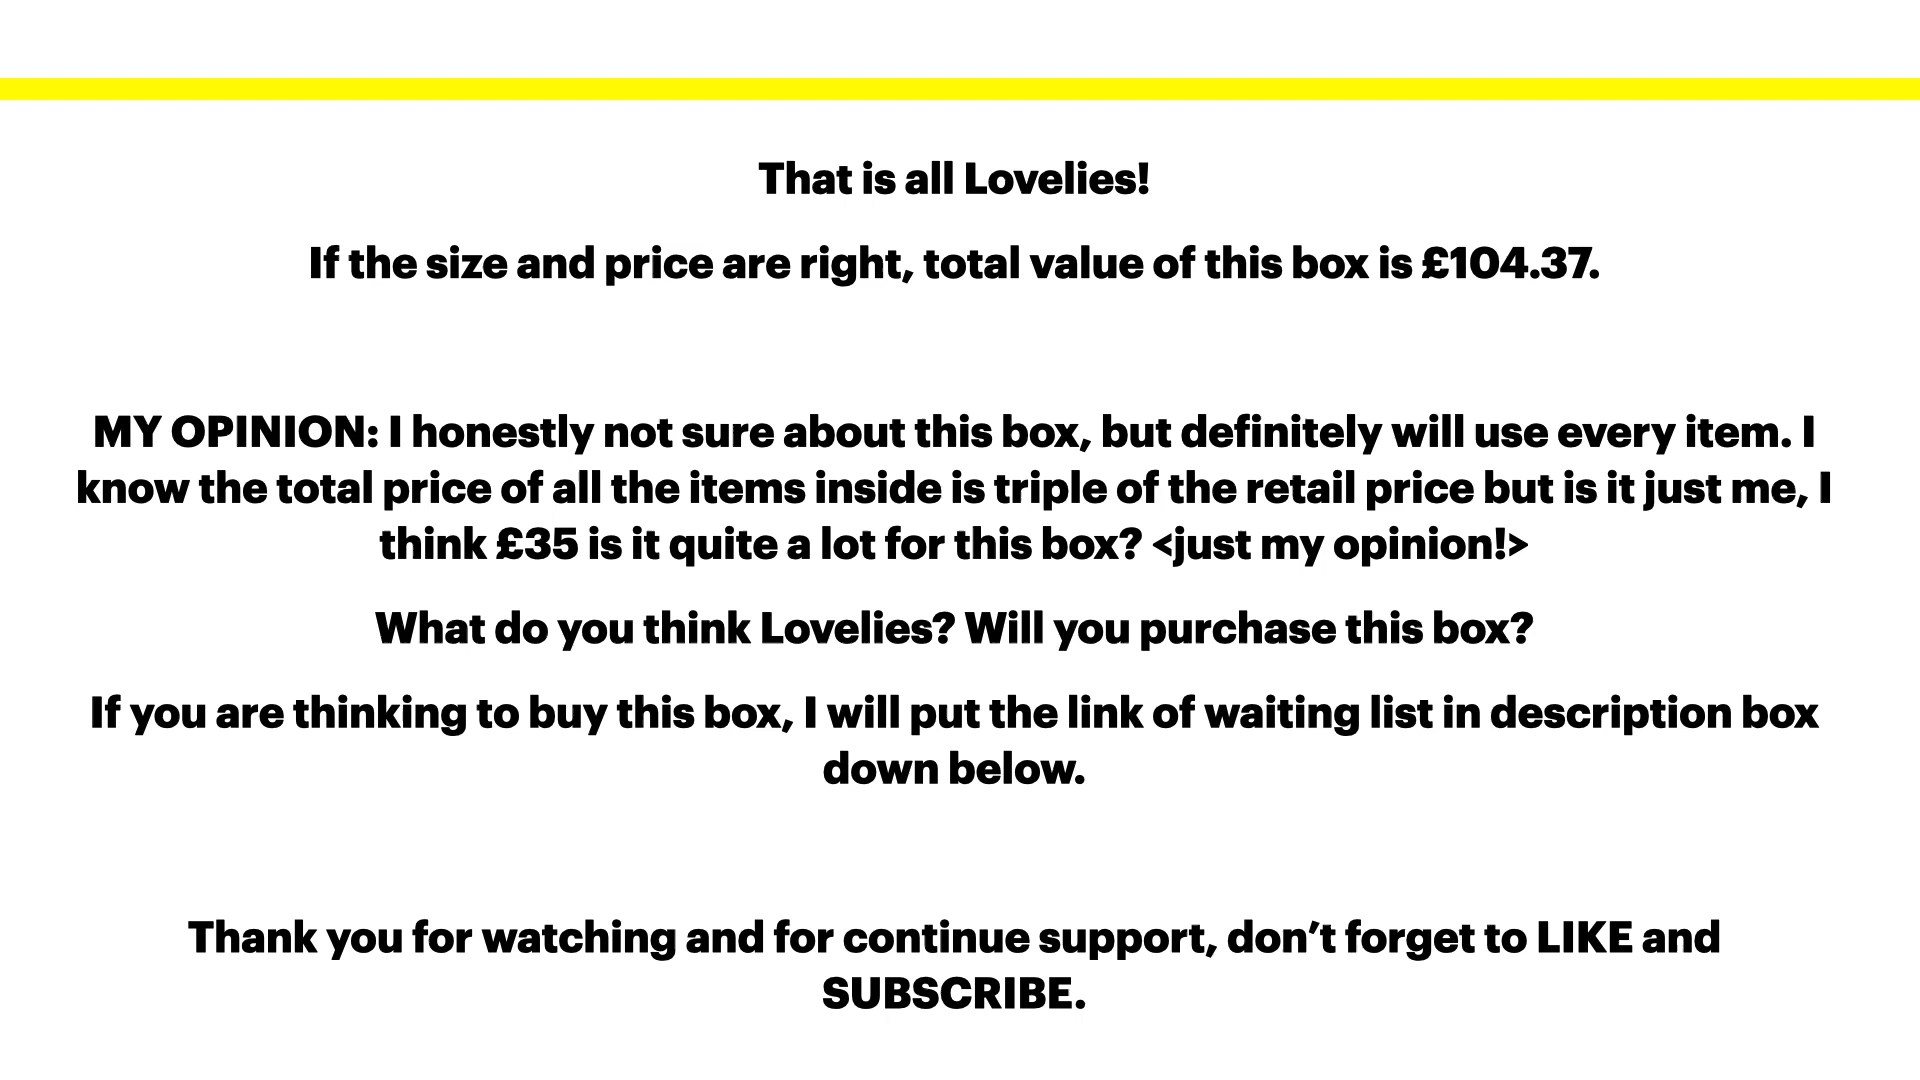 That is all Lovelies!
If the size and price are right, total value of this box is £104.37.
MY OPINION: I honestly not sure about this box, but definitely will use every item. I
know the total price of all the items inside is triple of the retail price but is it just me, I
think £35 is it quite a lot for this box? <just my opinion!>
What do you think Lovelies? Will you purchase this box?
If you are thinking to buy this box, I will put the link of waiting list in description box
down below.
Thank you for watching and for continue support, don’t forget to LIKE and
SUBSCRIBE.